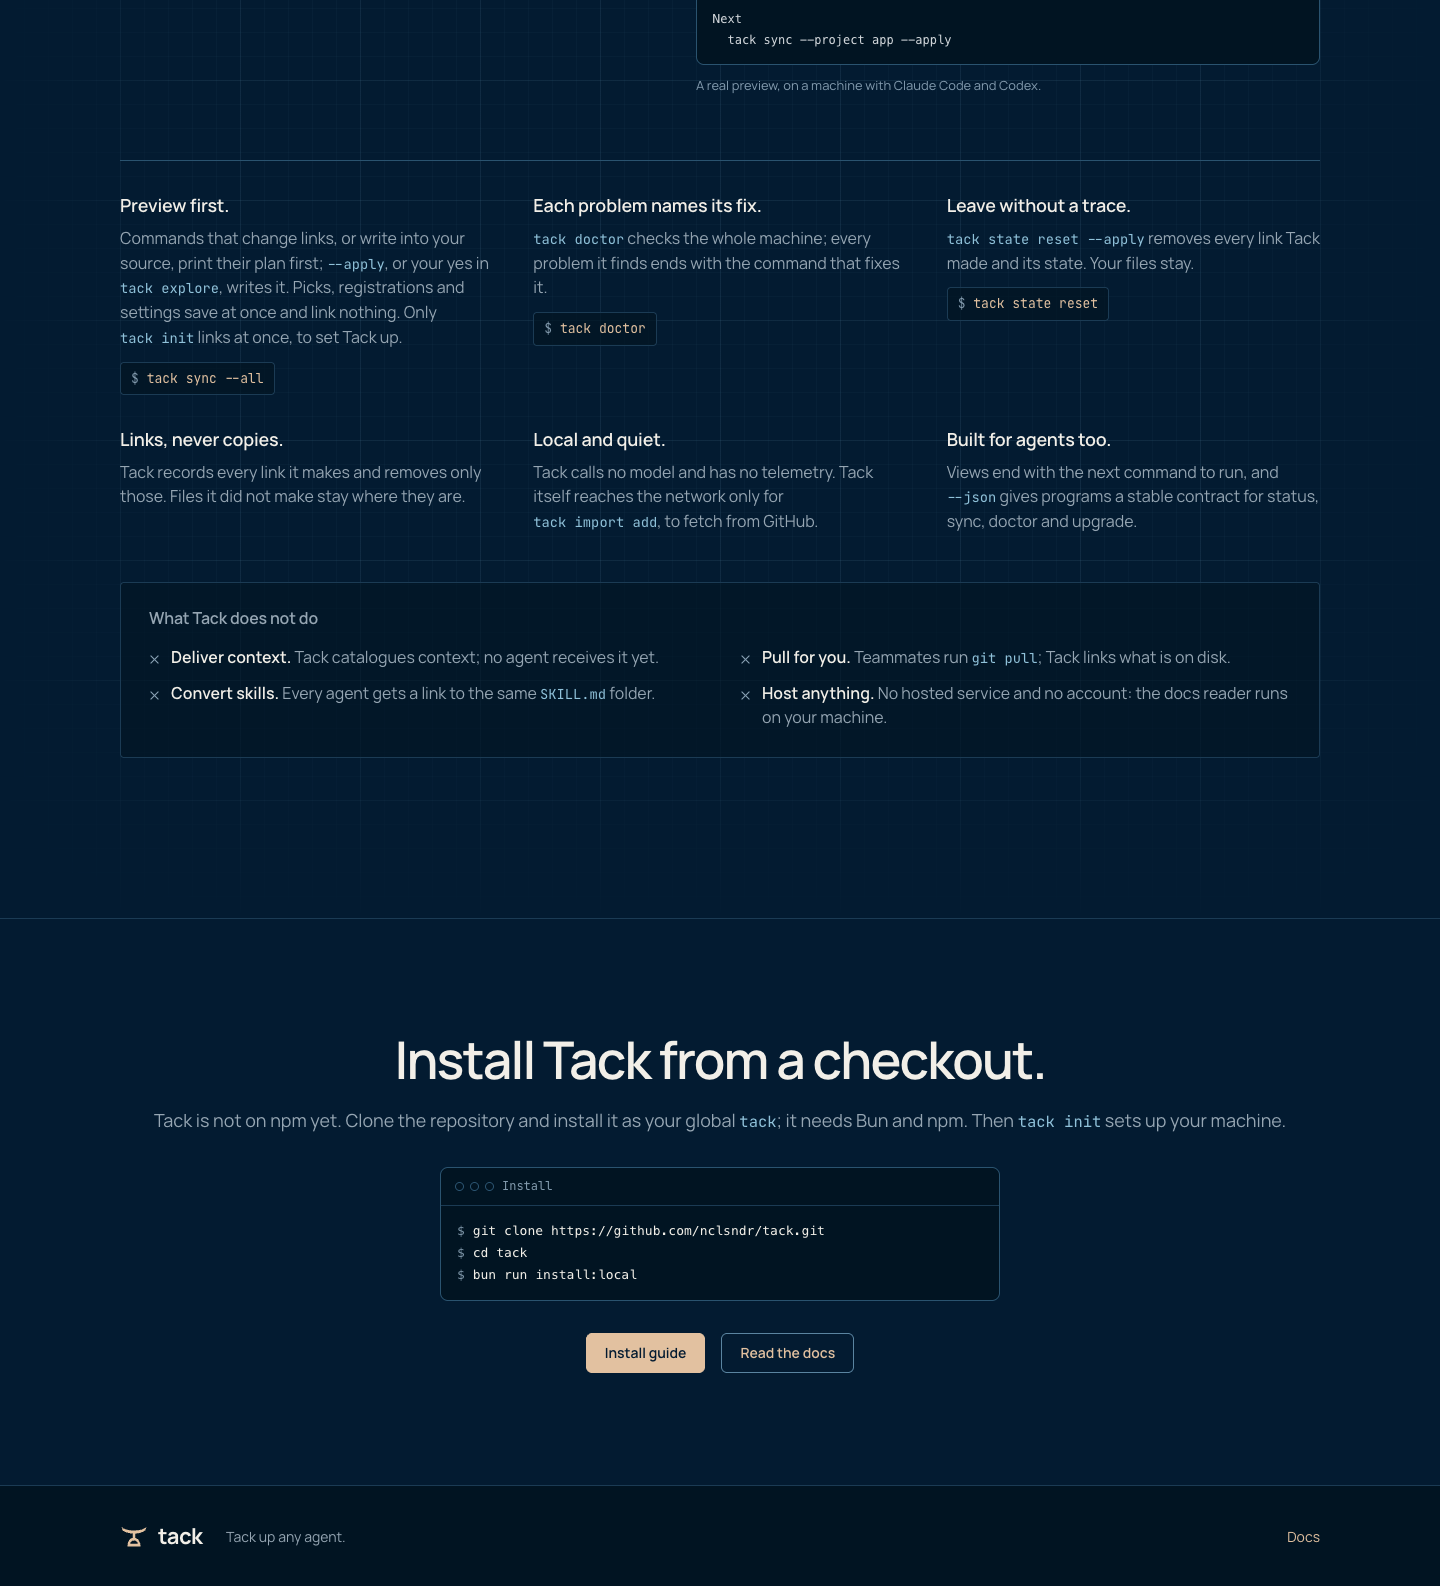 Next
tack sync --project app --apply
A real preview, on a machine with Claude Code and Codex.
Preview first.
Commands that change links, or write into your
source, print their plan first; --apply, or your yes in
tack explore, writes it. Picks, registrations and
settings save at once and link nothing. Only
tack init links at once, to set Tack up.
$ tack sync --all
Each problem names its fix.
tack doctor checks the whole machine; every
problem it finds ends with the command that fixes
it.
$ tack doctor
Leave without a trace.
tack state reset --apply removes every link Tack
made and its state. Your files stay.
$ tack state reset
Links, never copies.
Tack records every link it makes and removes only
those. Files it did not make stay where they are.
Local and quiet.
Tack calls no model and has no telemetry. Tack
itself reaches the network only for
tack import add, to fetch from GitHub.
Built for agents too.
Views end with the next command to run, and
--json gives programs a stable contract for status,
sync, doctor and upgrade.
What Tack does not do
× Deliver context. Tack catalogues context; no agent receives it yet.
× Convert skills. Every agent gets a link to the same SKILL.md folder.
× Pull for you. Teammates run git pull; Tack links what is on disk.
× Host anything. No hosted service and no account: the docs reader runs
on your machine.
Install Tack from a checkout.
Tack is not on npm yet. Clone the repository and install it as your global tack; it needs Bun and npm. Then tack init sets up your machine.
Install
$ git clone https://github.com/nclsndr/tack.git
$ cd tack
$ bun run install:local
Install guide
Read the docs
tack
Tack up any agent.
Docs